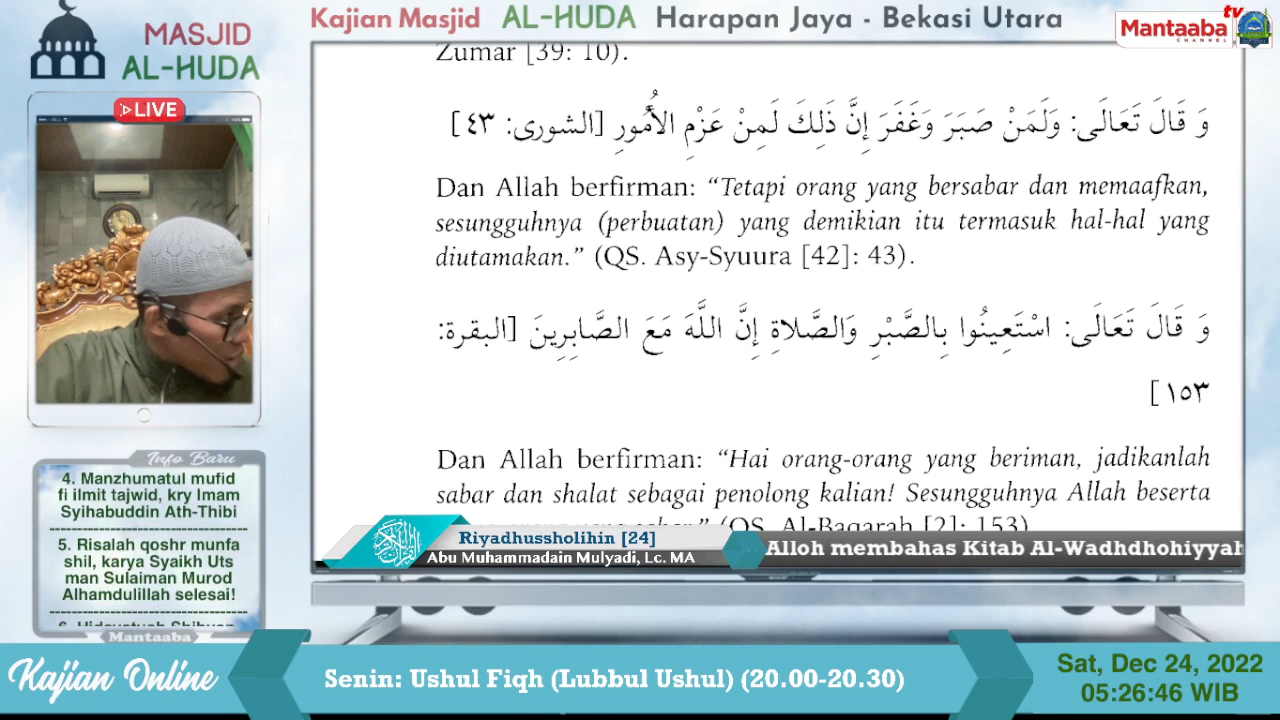 Kajian Masjid AL-HUDA Harapan Jaya - Bekasi Utara
MASJID
AL-HUDA
Mantaaba tv
CHANNEL
LIVE
Zumar [39: 10).
وَ قَالَ تَعَالَى: وَلَمَنْ صَبَرَ وَغَفَرَ إِنَّ ذَلِكَ لَمِنْ عَزْمِ الأُمُورِ [الشورى: ٤٣]
Dan Allah berfirman: “Tetapi orang yang bersabar dan memaafkan,
sesungguhnya (perbuatan) yang demikian itu termasuk hal-hal yang
diutamakan.” (QS. Asy-Syuura [42]: 43).
وَ قَالَ تَعَالَى: اسْتَعِينُوا بِالصَّبْرِ وَالصَّلاةِ إِنَّ اللَّهَ مَعَ الصَّابِرِينَ [البقرة:
١٥٣]
Dan Allah berfirman: “Hai orang-orang yang beriman, jadikanlah
sabar dan shalat sebagai penolong kalian! Sesungguhnya Allah beserta
(QS. Al-Baqarah [2]: 153)
Info Baru
4. Manzhumatul mufid
fi ilmit tajwid, kry Imam
Syihabuddin Ath-Thibi
5. Risalah qoshr munfa
shil, karya Syaikh Uts
man Sulaiman Murod
Alhamdulillah selesai!
Mantaaba
Riyadhussholihin [24]
Abu Muhammadain Mulyadi, Lc. MA
Alloh membahas Kitab Al-Wadhdhohiyyah
Kajian Online
Senin: Ushul Fiqh (Lubbul Ushul) (20.00-20.30)
Sat, Dec 24, 2022
05:26:46 WIB